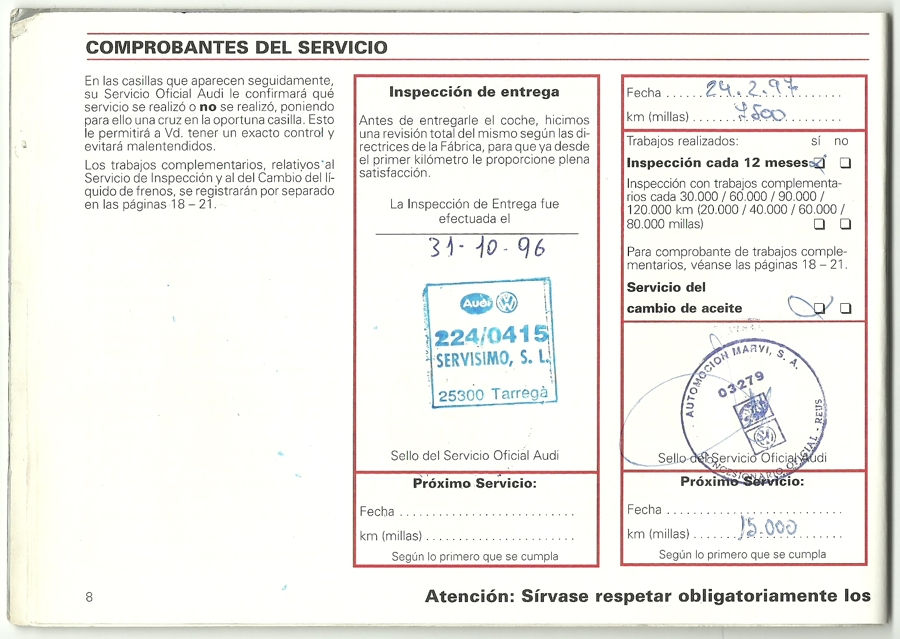 COMPROBANTES DEL SERVICIO
En las casillas que aparecen seguidamente,
su Servicio Oficial Audi le confirmará qué
servicio se realizó o no se realizó, poniendo
para ello una cruz en la oportuna casilla. Esto
le permitirá a Vd. tener un exacto control y
evitará malentendidos.
Los trabajos complementarios, relativos al
Servicio de Inspección y al del Cambio del lí-
quido de frenos, se registrarán por separado
en las páginas 18 – 21.
8
Inspección de entrega
Antes de entregarle el coche, hicimos
una revisión total del mismo según las di-
rectrices de la Fábrica, para que ya desde
el primer kilómetro le proporcione plena
satisfacción.
La Inspección de Entrega fue
efectuada el
31-10-96
Audi
224/0415
SERVISIMO, S. L.
25300 Tarregà
Sello del Servicio Oficial Audi
Próximo Servicio:
Fecha
km (millas)
Según lo primero que se cumpla
Fecha 24.2.97
km (millas) 7500
Trabajos realizados: sí no
Inspección cada 12 meses
Inspección con trabajos complementa-
rios cada 30.000 / 60.000 / 90.000 /
120.000 km (20.000 / 40.000 / 60.000 /
80.000 millas)
Para comprobante de trabajos comple-
mentarios, véanse las páginas 18 – 21.
Servicio del
cambio de aceite
AUTOMOCION MARVI, S. A.
03279
CONCESIONARIO OFICIAL - REUS
Sello del Servicio Oficial Audi
Próximo Servicio:
Fecha
km (millas) 15.000
Según lo primero que se cumpla
Atención: Sírvase respetar obligatoriamente los